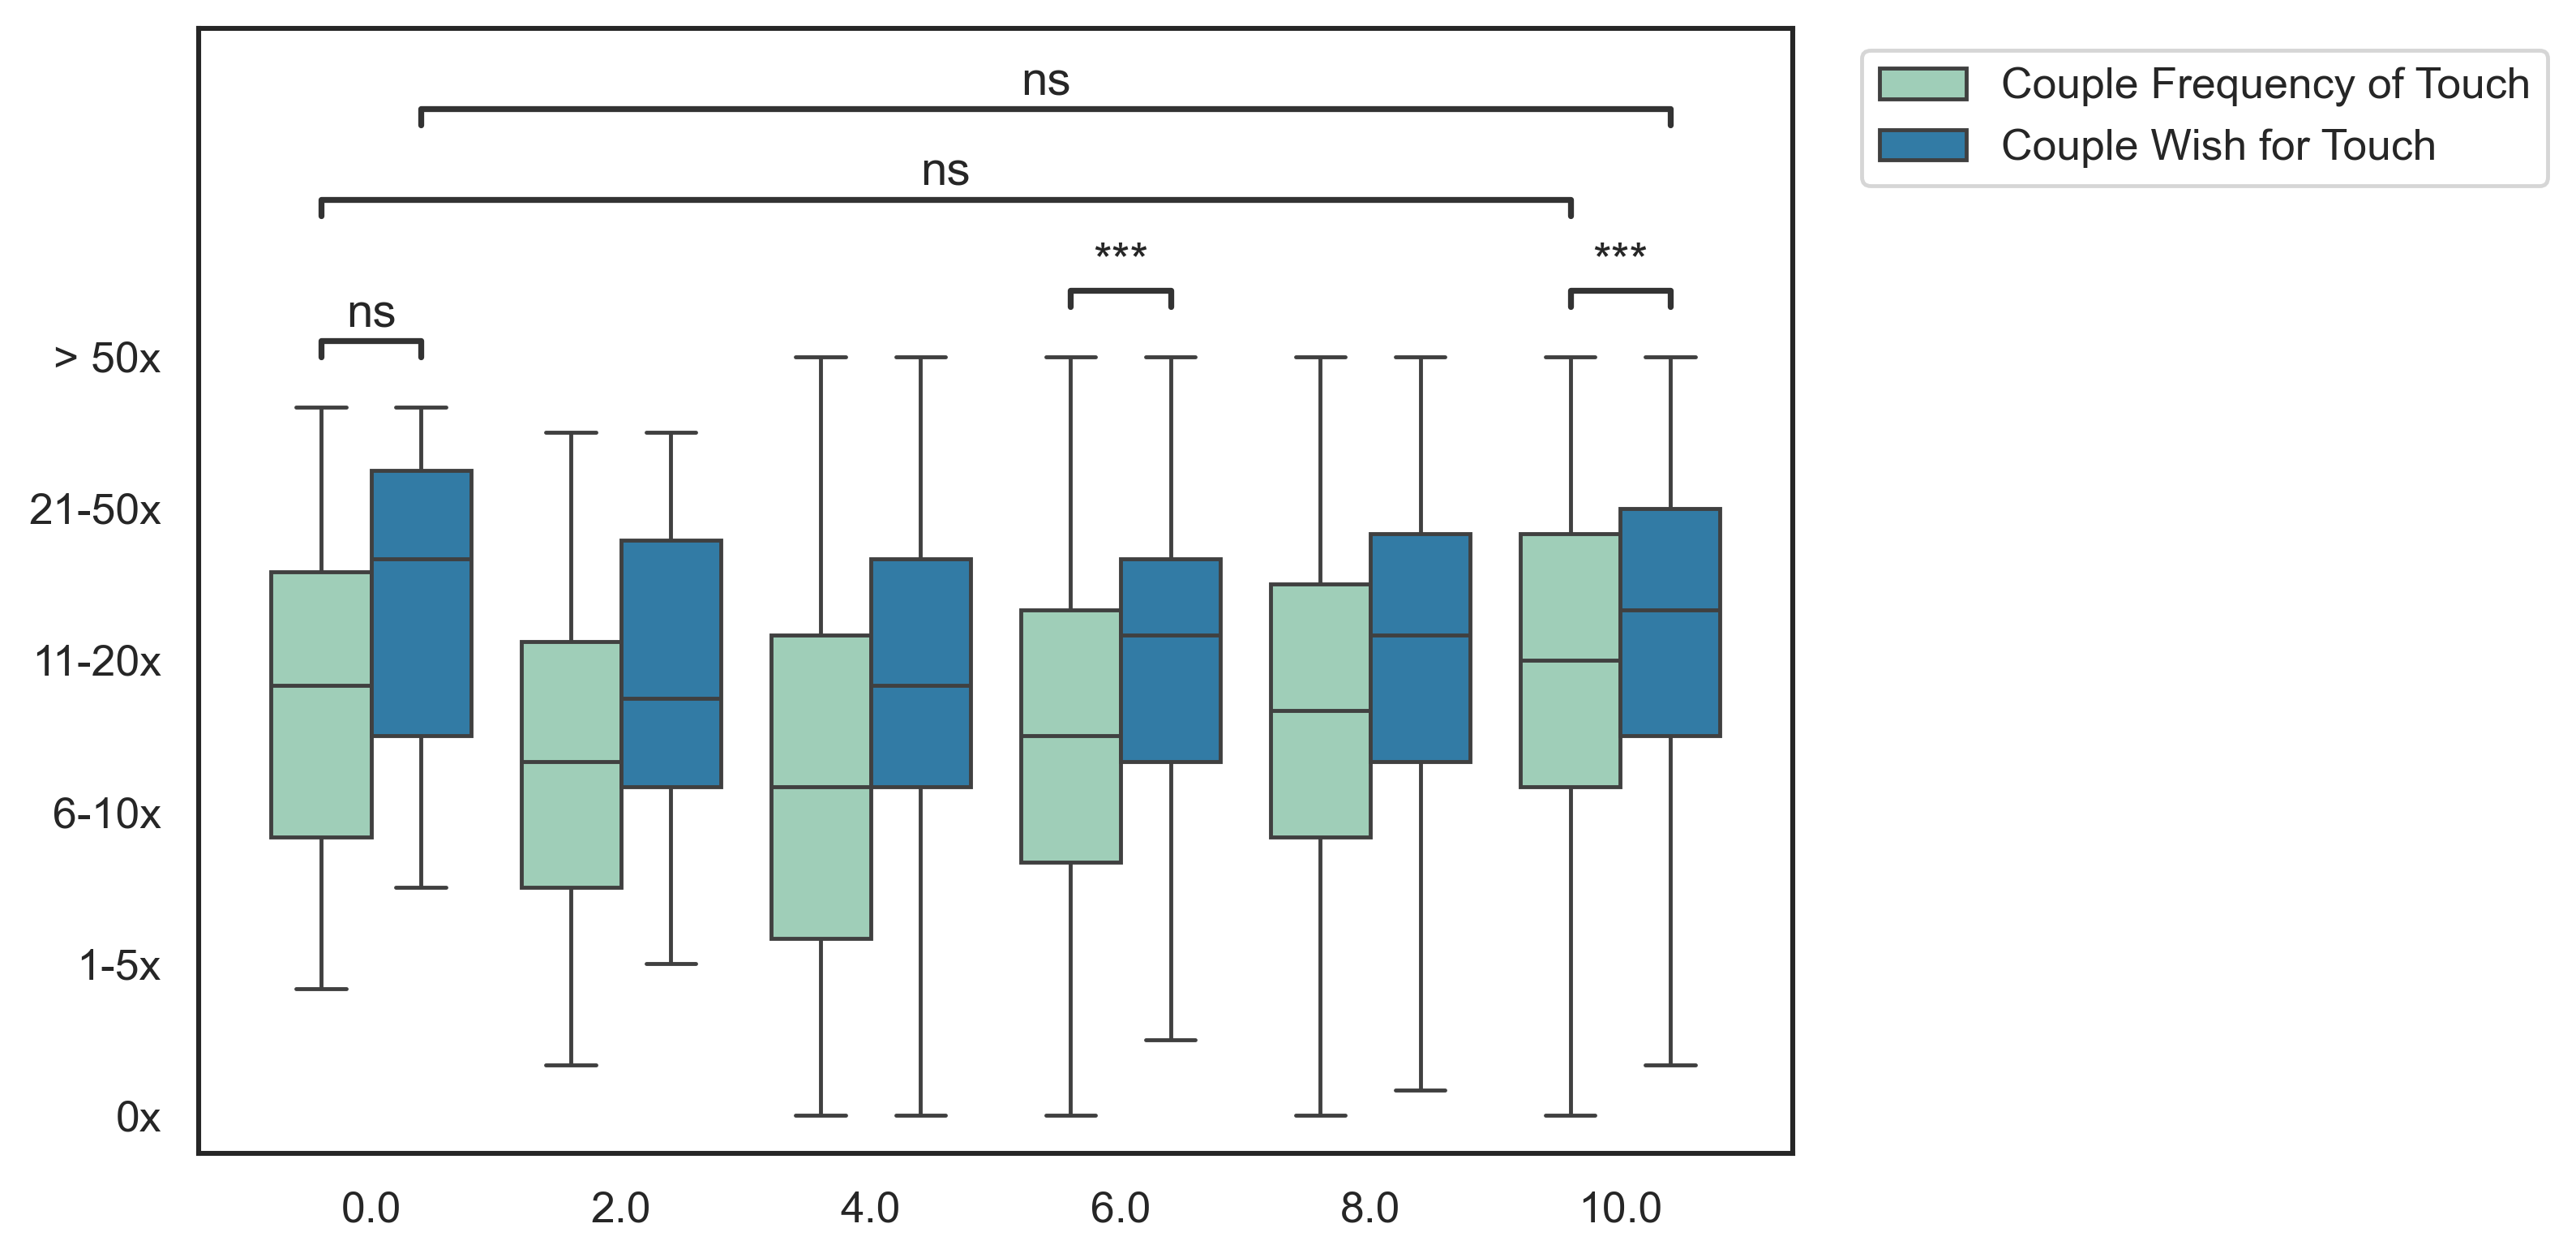 ns
ns
***
***
ns
> 50x
21-50x
11-20x
6-10x
1-5x
0x
0.0 2.0 4.0 6.0 8.0 10.0
Couple Frequency of Touch
Couple Wish for Touch